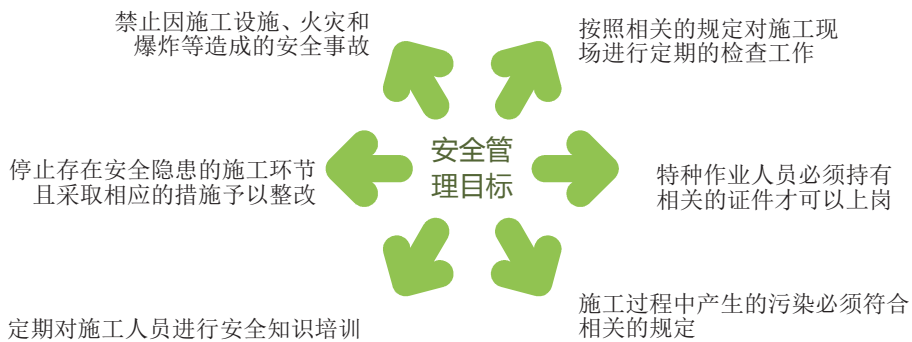 禁止因施工设施、火灾和
爆炸等造成的安全事故
按照相关的规定对施工现
场进行定期的检查工作
停止存在安全隐患的施工环节
且采取相应的措施予以整改
安全管
理目标
特种作业人员必须持有
相关的证件才可以上岗
定期对施工人员进行安全知识培训
施工过程中产生的污染必须符合
相关的规定